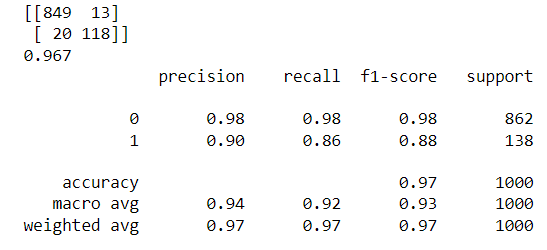 [[849 13]
[ 20 118]]
0.967
precision recall f1-score support
0 0.98 0.98 0.98 862
1 0.90 0.86 0.88 138
accuracy 0.97 1000
macro avg 0.94 0.92 0.93 1000
weighted avg 0.97 0.97 0.97 1000